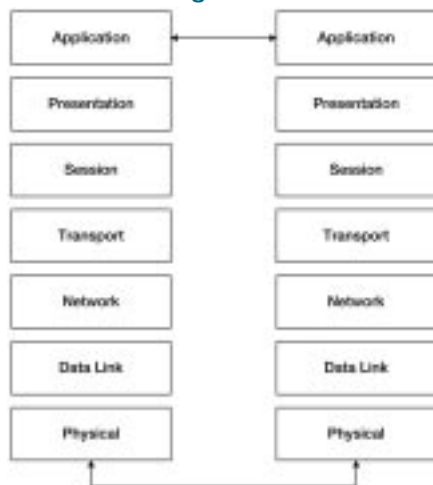 Application Application
Presentation Presentation
Session Session
Transport Transport
Network Network
Data Link Data Link
Physical Physical